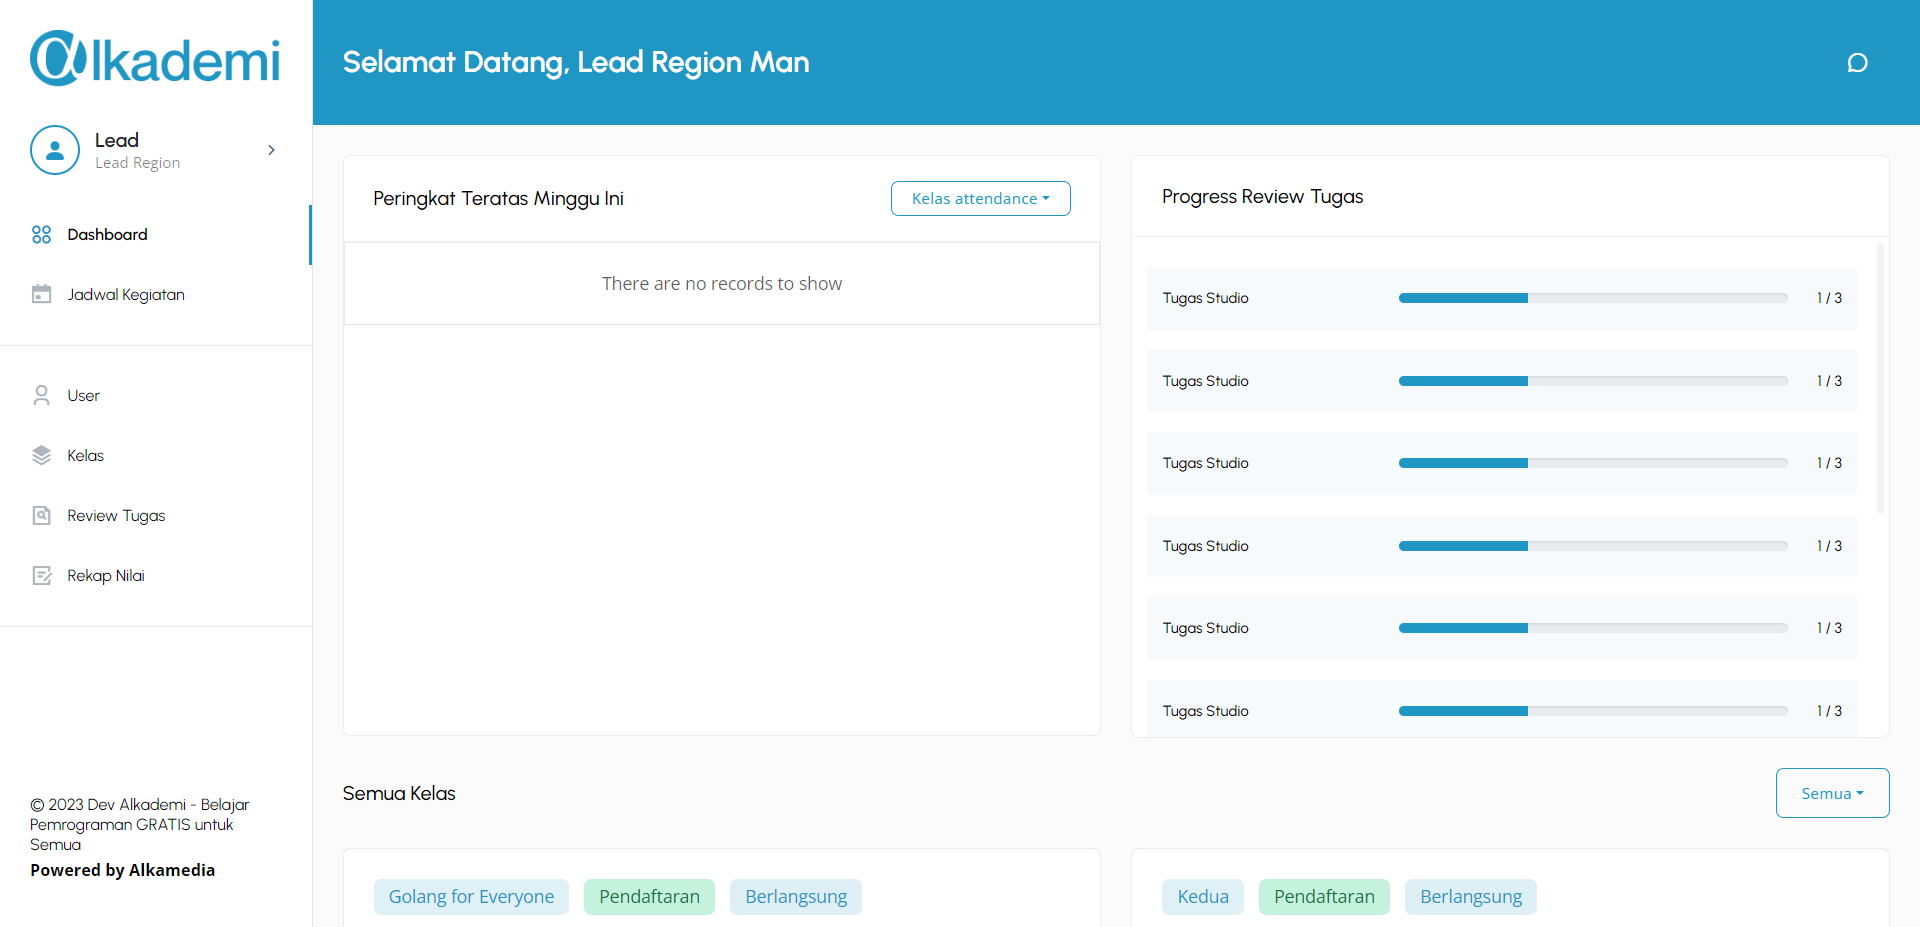 alkademi
Selamat Datang, Lead Region Man
Lead
Lead Region
Dashboard
Jadwal Kegiatan
User
Kelas
Review Tugas
Rekap Nilai
© 2023 Dev Alkademi - Belajar
Pemrograman GRATIS untuk
Semua
Powered by Alkamedia
Peringkat Teratas Minggu Ini
Kelas attendance
There are no records to show
Progress Review Tugas
Tugas Studio 1 / 3
Tugas Studio 1 / 3
Tugas Studio 1 / 3
Tugas Studio 1 / 3
Tugas Studio 1 / 3
Tugas Studio 1 / 3
Semua Kelas
Semua
Golang for Everyone Pendaftaran Berlangsung
Kedua Pendaftaran Berlangsung